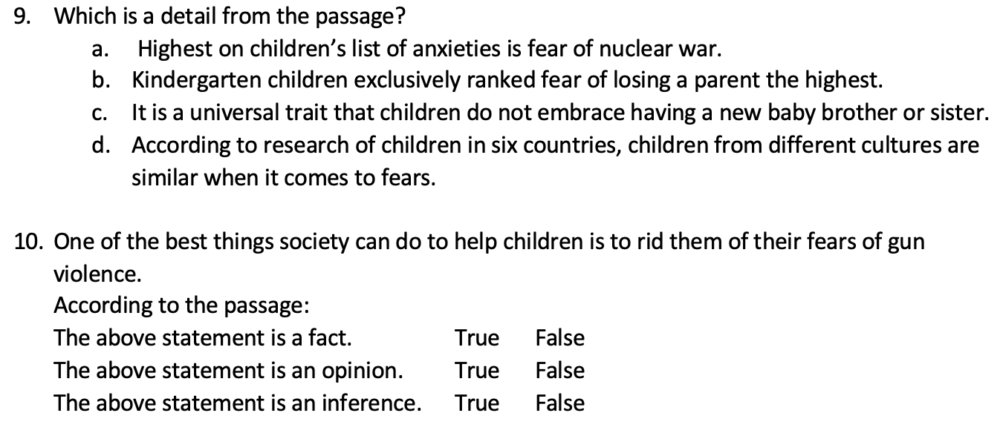 9. Which is a detail from the passage?
a. Highest on children’s list of anxieties is fear of nuclear war.
b. Kindergarten children exclusively ranked fear of losing a parent the highest.
c. It is a universal trait that children do not embrace having a new baby brother or sister.
d. According to research of children in six countries, children from different cultures are
similar when it comes to fears.
10. One of the best things society can do to help children is to rid them of their fears of gun
violence.
According to the passage:
The above statement is a fact. True False
The above statement is an opinion. True False
The above statement is an inference. True False